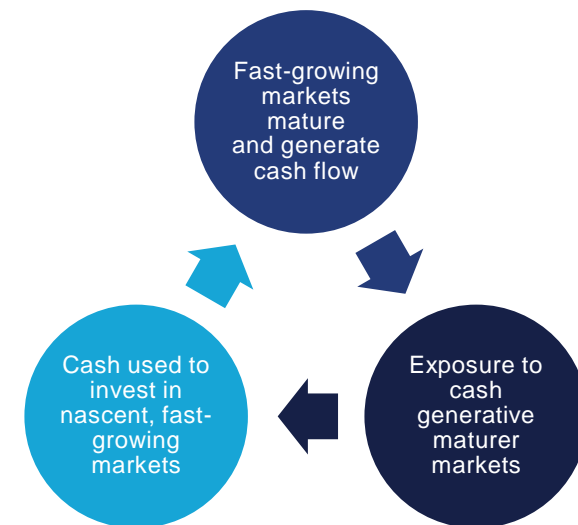 Fast-growing
markets
mature
and generate
cash flow
Exposure to
cash
generative
maturer
markets
Cash used to
invest in
nascent, fast-
growing
markets